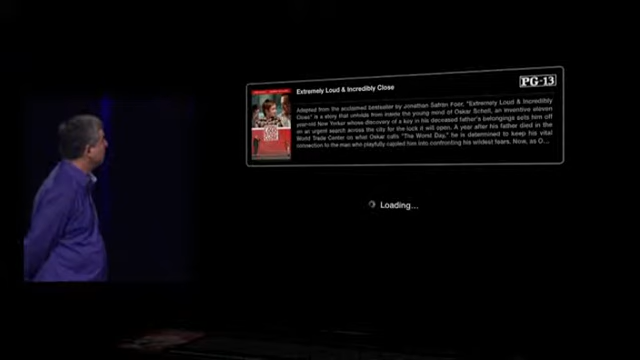 Extremely Loud & Incredibly Close
PG-13
Adapted from the acclaimed bestseller by Jonathan Safran Foer, "Extremely Loud & Incredibly
Close" is a story that unfolds from inside the young mind of Oskar Schell, an inventive eleven
year-old New Yorker whose discovery of a key in his deceased father's belongings sets him off
on an urgent search across the city for the lock it will open. A year after his father died in the
World Trade Center on what Oskar calls "The Worst Day," he is determined to keep his vital
connection to the man who playfully cajoled him into confronting his wildest fears. Now, as O...
Loading...